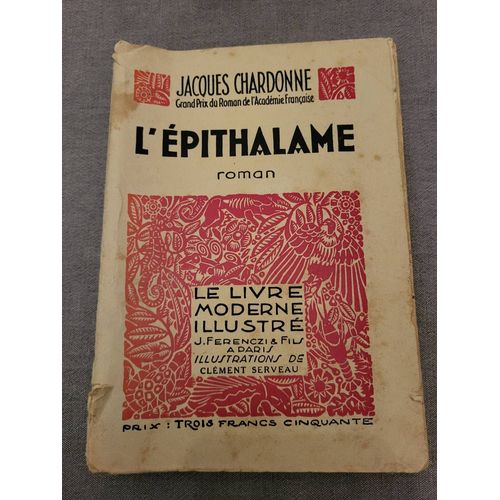 JACQUES CHARDONNE
Grand Prix du Roman de l'Académie Française
L'ÉPITHALAME
roman
LE LIVRE
MODERNE
ILLUSTRÉ
J. FERENCZI & FILS
A PARIS
ILLUSTRATIONS DE
CLÉMENT SERVEAU
PRIX : TROIS FRANCS CINQUANTE